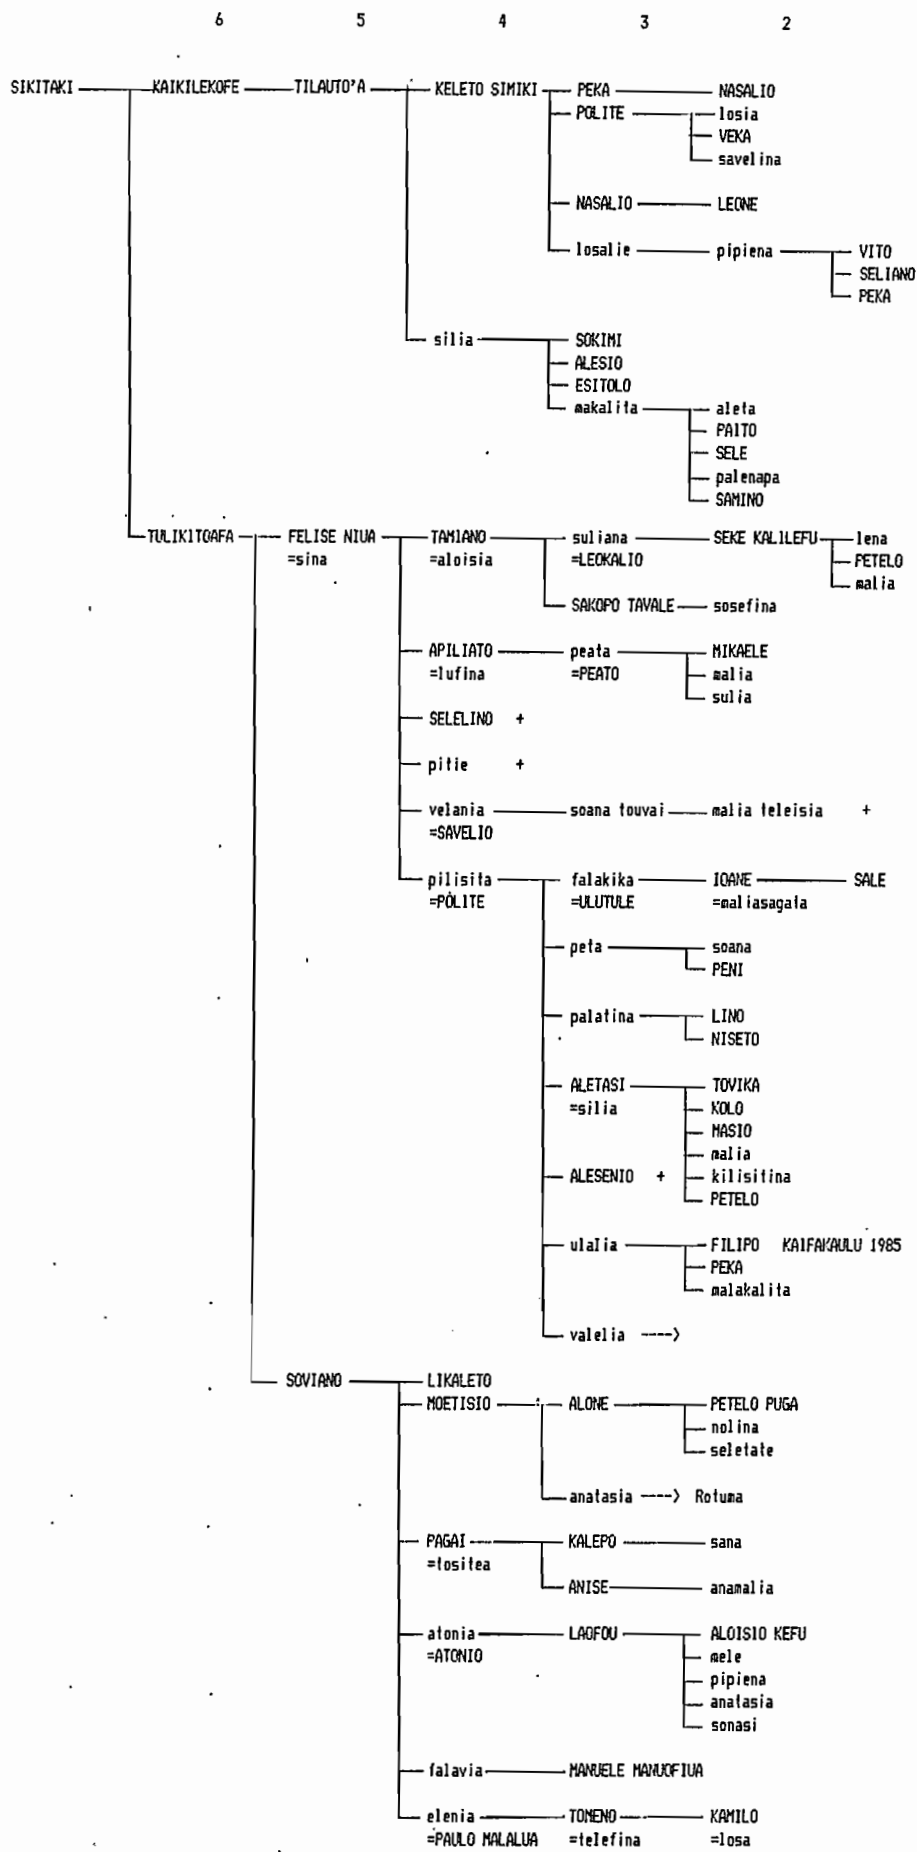 6 5 4 3 2
SIKITAKI KAIKILEKOFE TILAUTO'A KELETO SIMIKI PEKA NASALIO
POLITE losia
VEKA
savelina
NASALIO LEONE
losalie pipiena VITO
SELIANO
PEKA
silia SOKIMI
ALESIO
ESITOLO
makalita aleta
PAITO
SELE
palenapa
SAMINO
TULIKITOAFA FELISE NIUA TAMIANO suliana SEKE KALILEFU lena
=sina =aloisia =LEOKALIO PETELO
malia
SAKOPO TAVALE sosefina
APILIATO peata MIKAELE
=lufina =PEATO malia
sulia
SELELINO +
pitie +
velania soana touvai malia teleisia +
=SAVELIO
pilisita falakika IOANE SALE
=POLITE =ULUTULE =maliasagata
peta soana
PENI
palatina LINO
NISETO
ALETASI TOVIKA
=silia KOLO
MASIO
malia
ALESENIO + kilisitina
PETELO
ulalia FILIPO KAIFAKAULU 1985
PEKA
malakalita
valelia ---->
SOVIANO LIKALETO
MOETISIO ALONE PETELO PUGA
nolina
seletate
anatasia ----> Rotuma
PAGAI KALEPO sana
=tositea
ANISE anamalia
atonia LAOFOU ALOISIO KEFU
=ATONIO mele
pipiena
anatasia
sonasi
falavia MANUELE MANUOFIUA
elenia TOMENO KAMILO
=PAULO MALALUA =telefina =losa